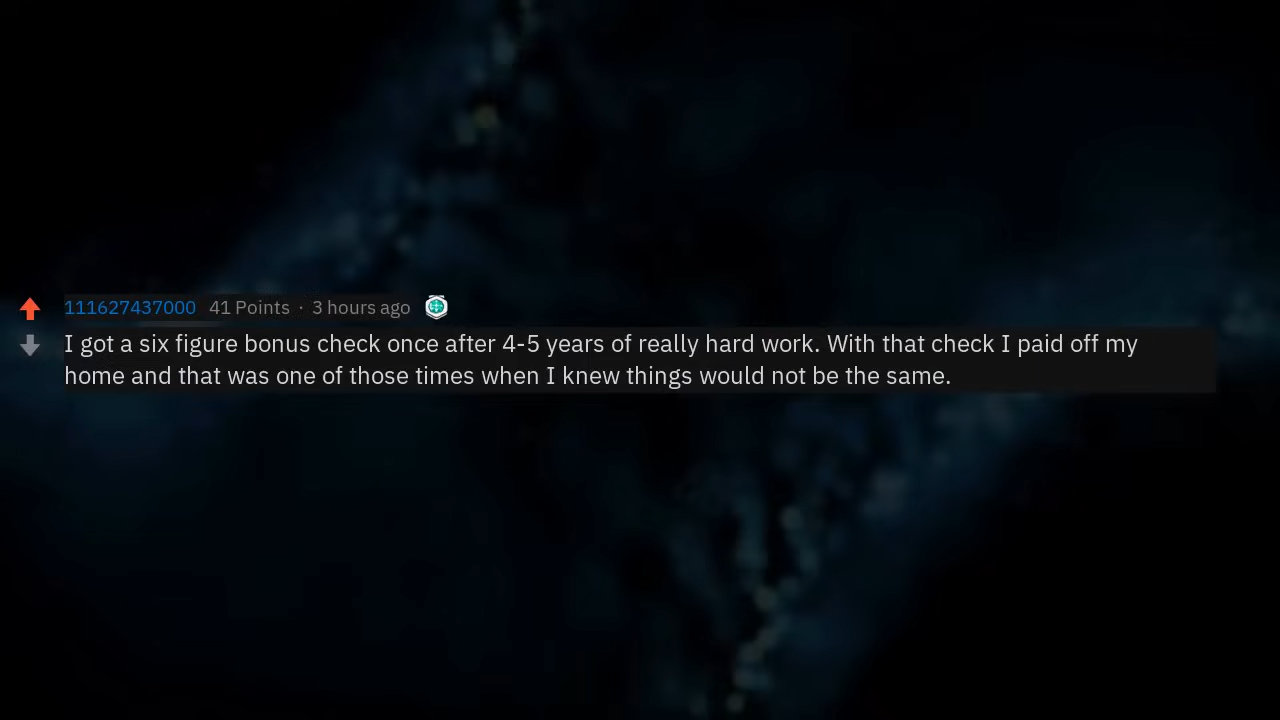 111627437000 41 Points · 3 hours ago
I got a six figure bonus check once after 4-5 years of really hard work. With that check I paid off my
home and that was one of those times when I knew things would not be the same.